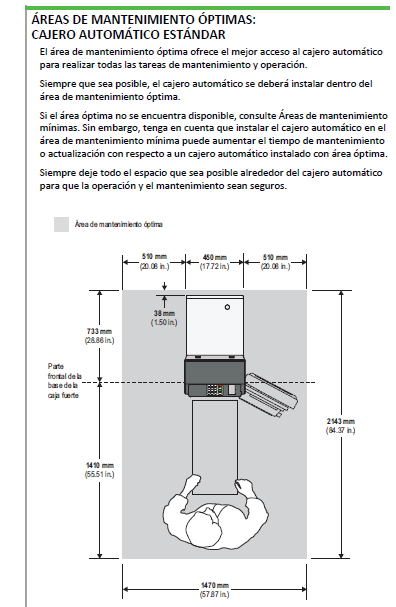 ÁREAS DE MANTENIMIENTO ÓPTIMAS:
CAJERO AUTOMÁTICO ESTÁNDAR
El área de mantenimiento óptima ofrece el mejor acceso al cajero automático
para realizar todas las tareas de mantenimiento y operación.
Siempre que sea posible, el cajero automático se deberá instalar dentro del
área de mantenimiento óptima.
Si el área óptima no se encuentra disponible, consulte Áreas de mantenimiento
mínimas. Sin embargo, tenga en cuenta que instalar el cajero automático en el
área de mantenimiento mínima puede aumentar el tiempo de mantenimiento
o actualización con respecto a un cajero automático instalado con área óptima.
Siempre deje todo el espacio que sea posible alrededor del cajero automático
para que la operación y el mantenimiento sean seguros.
Área de mantenimiento óptima
510 mm
(20.08 in.)
450 mm
(17.72 in.)
510 mm
(20.08 in.)
38 mm
(1.50 in.)
733 mm
(28.86 in.)
Parte
frontal de la
base de la
caja fuerte
2143 mm
(84.37 in.)
1410 mm
(55.51 in.)
1470 mm
(57.87 in.)